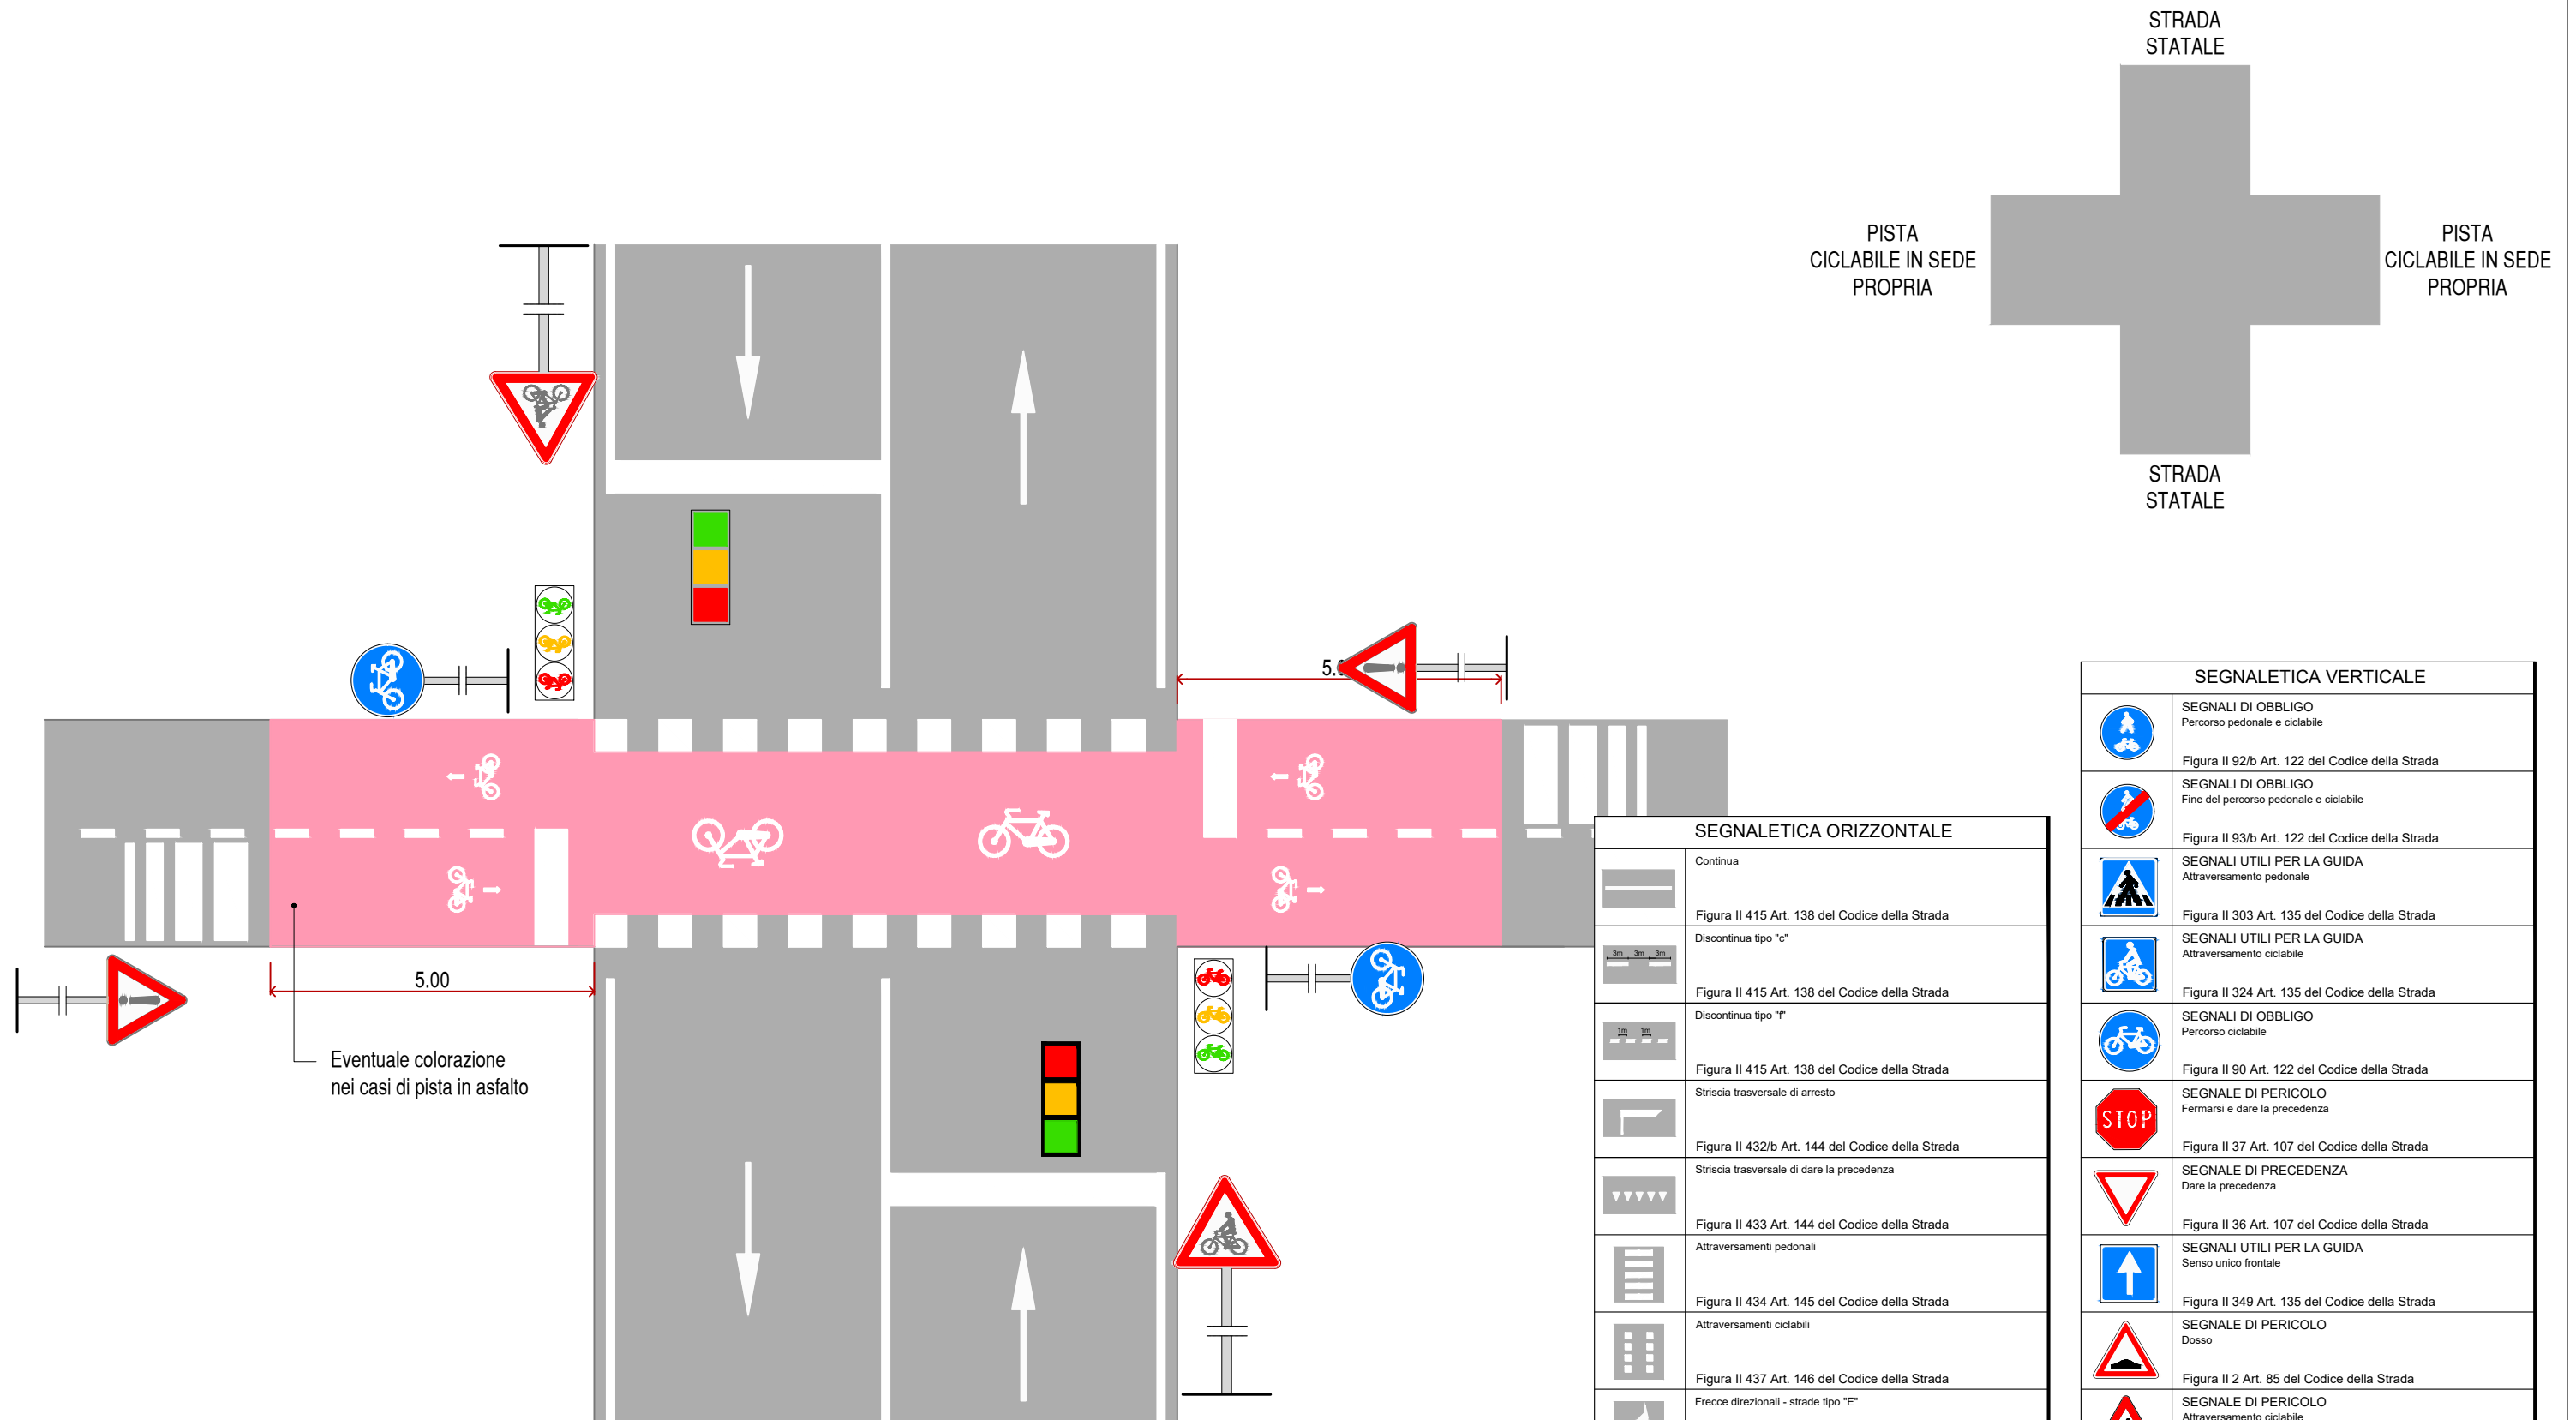 STRADA
STATALE
PISTA
CICLABILE IN SEDE
PROPRIA
PISTA
CICLABILE IN SEDE
PROPRIA
STRADA
STATALE
5.00
Eventuale colorazione
nei casi di pista in asfalto
SEGNALETICA ORIZZONTALE
Continua
Figura II 415 Art. 138 del Codice della Strada
Discontinua tipo "c"
3m 3m 3m
Figura II 415 Art. 138 del Codice della Strada
Discontinua tipo "f"
1m 1m
Figura II 415 Art. 138 del Codice della Strada
Striscia trasversale di arresto
Figura II 432/b Art. 144 del Codice della Strada
Striscia trasversale di dare la precedenza
Figura II 433 Art. 144 del Codice della Strada
Attraversamenti pedonali
Figura II 434 Art. 145 del Codice della Strada
Attraversamenti ciclabili
Figura II 437 Art. 146 del Codice della Strada
Frecce direzionali - strade tipo "E"
SEGNALETICA VERTICALE
SEGNALI DI OBBLIGO
Percorso pedonale e ciclabile
Figura II 92/b Art. 122 del Codice della Strada
SEGNALI DI OBBLIGO
Fine del percorso pedonale e ciclabile
Figura II 93/b Art. 122 del Codice della Strada
SEGNALI UTILI PER LA GUIDA
Attraversamento pedonale
Figura II 303 Art. 135 del Codice della Strada
SEGNALI UTILI PER LA GUIDA
Attraversamento ciclabile
Figura II 324 Art. 135 del Codice della Strada
SEGNALI DI OBBLIGO
Percorso ciclabile
Figura II 90 Art. 122 del Codice della Strada
STOP
SEGNALE DI PERICOLO
Fermarsi e dare la precedenza
Figura II 37 Art. 107 del Codice della Strada
SEGNALE DI PRECEDENZA
Dare la precedenza
Figura II 36 Art. 107 del Codice della Strada
SEGNALI UTILI PER LA GUIDA
Senso unico frontale
Figura II 349 Art. 135 del Codice della Strada
SEGNALE DI PERICOLO
Dosso
Figura II 2 Art. 85 del Codice della Strada
SEGNALE DI PERICOLO
Attraversamento ciclabile